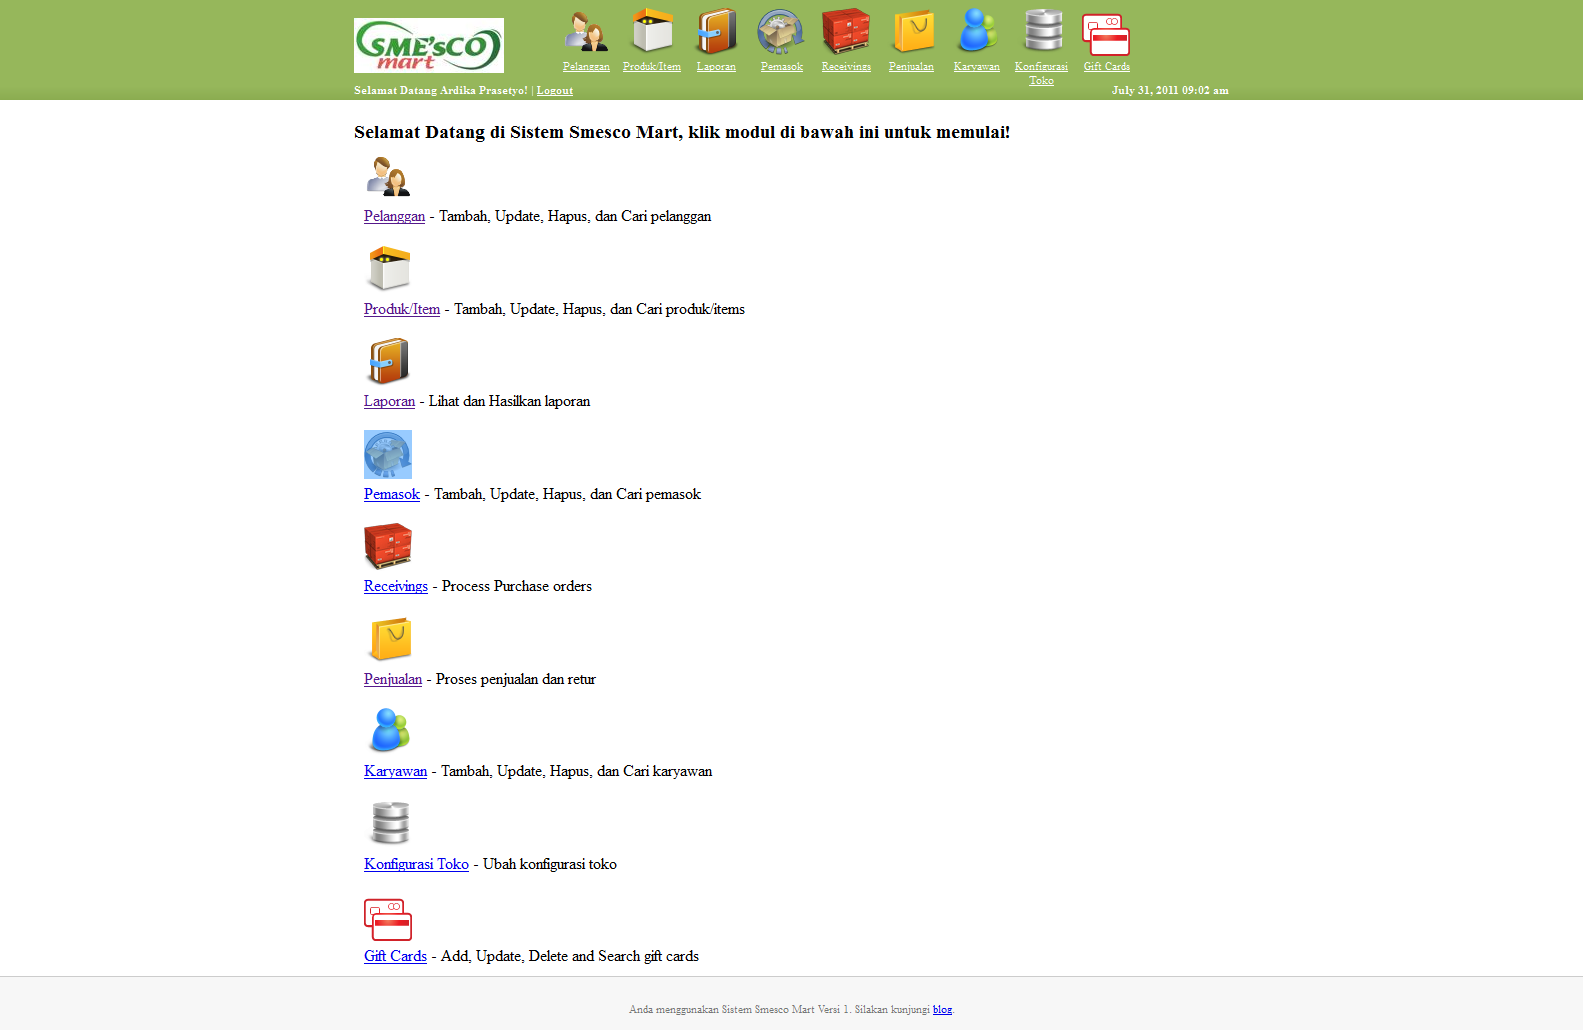 SME'SCO
mart
Pelanggan Produk/Item Laporan Pemasok Receivings Penjualan Karyawan Konfigurasi Toko Gift Cards
Selamat Datang Ardika Prasetyo! | Logout
July 31, 2011 09:02 am
Selamat Datang di Sistem Smesco Mart, klik modul di bawah ini untuk memulai!
Pelanggan - Tambah, Update, Hapus, dan Cari pelanggan
Produk/Item - Tambah, Update, Hapus, dan Cari produk/items
Laporan - Lihat dan Hasilkan laporan
Pemasok - Tambah, Update, Hapus, dan Cari pemasok
Receivings - Process Purchase orders
Penjualan - Proses penjualan dan retur
Karyawan - Tambah, Update, Hapus, dan Cari karyawan
Konfigurasi Toko - Ubah konfigurasi toko
Gift Cards - Add, Update, Delete and Search gift cards
Anda menggunakan Sistem Smesco Mart Versi 1. Silakan kunjungi blog.